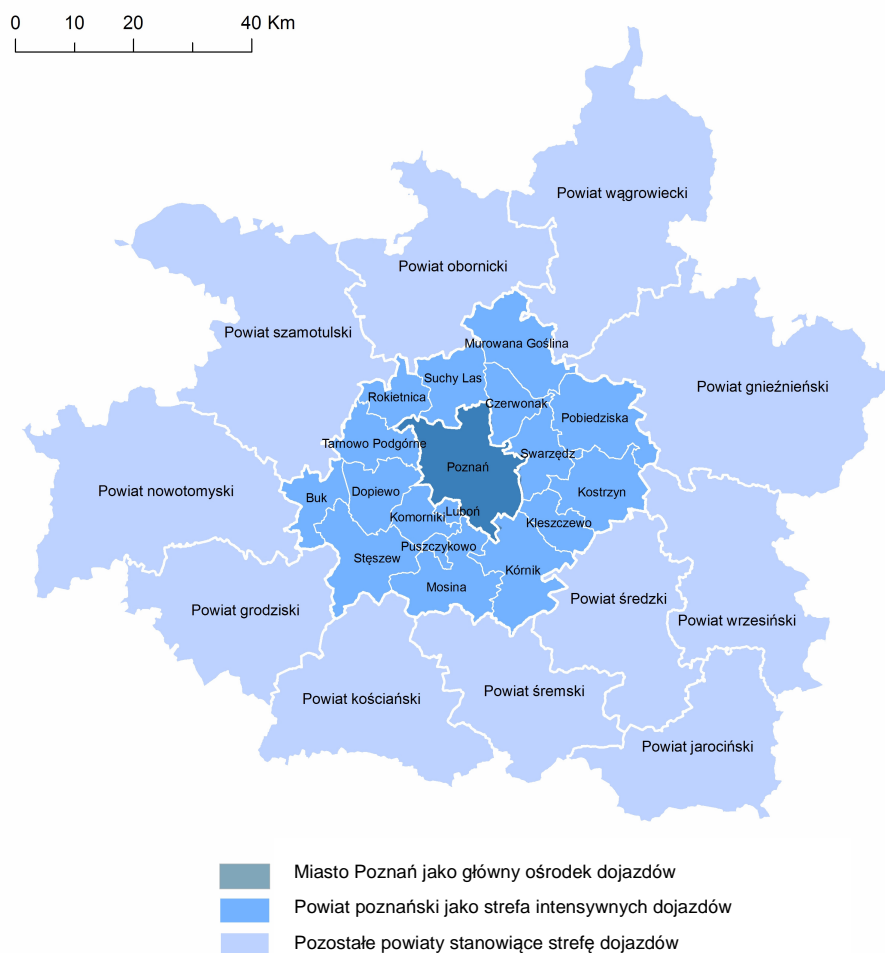 0 10 20 40 Km
Powiat wągrowiecki
Powiat obornicki
Powiat szamotulski
Murowana Goślina
Suchy Las
Powiat gnieźnieński
Rokietnica
Czerwonak
Pobiedziska
Tarnowo Podgórne
Swarzędz
Poznań
Powiat nowotomyski
Buk
Dopiewo
Kostrzyn
Komorniki
Luboń
Kleszczewo
Puszczykowo
Stęszew
Kórnik
Mosina
Powiat średzki
Powiat grodziski
Powiat wrzesiński
Powiat kościański
Powiat śremski
Powiat jarociński
Miasto Poznań jako główny ośrodek dojazdów
Powiat poznański jako strefa intensywnych dojazdów
Pozostałe powiaty stanowiące strefę dojazdów